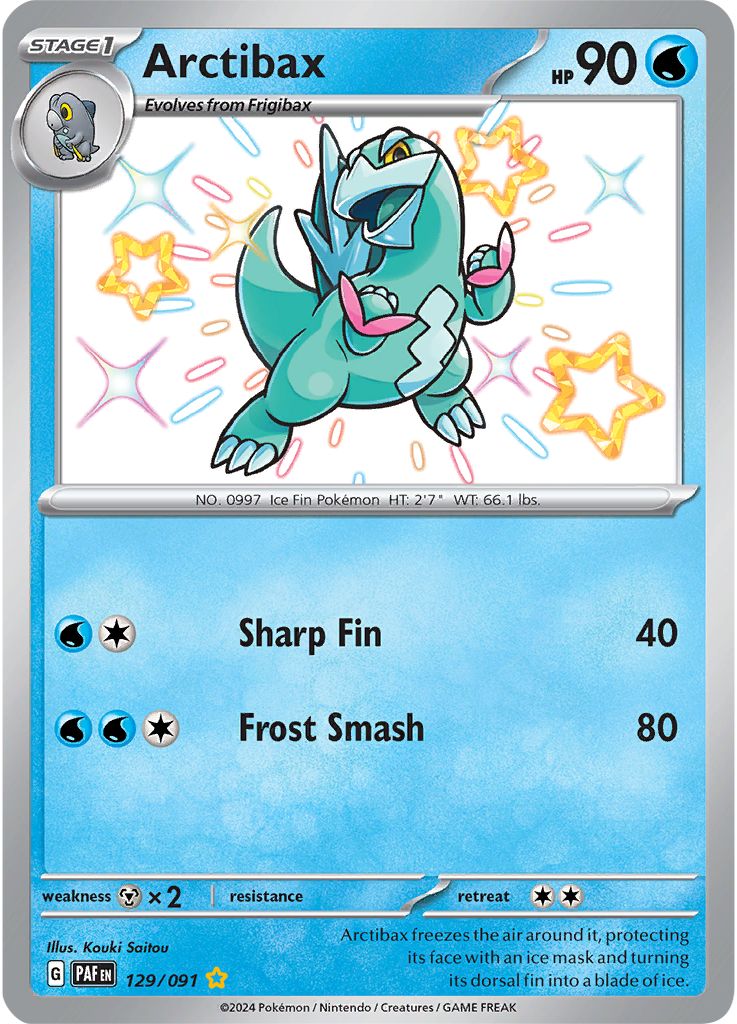 STAGE1
Arctibax
HP 90
Evolves from Frigibax
NO. 0997 Ice Fin Pokémon HT: 2'7" WT: 66.1 lbs.
Sharp Fin 40
Frost Smash 80
weakness ×2 resistance retreat
Illus. Kouki Saitou
Arctibax freezes the air around it, protecting
its face with an ice mask and turning
its dorsal fin into a blade of ice.
G PAF EN 129/091
©2024 Pokémon / Nintendo / Creatures / GAME FREAK